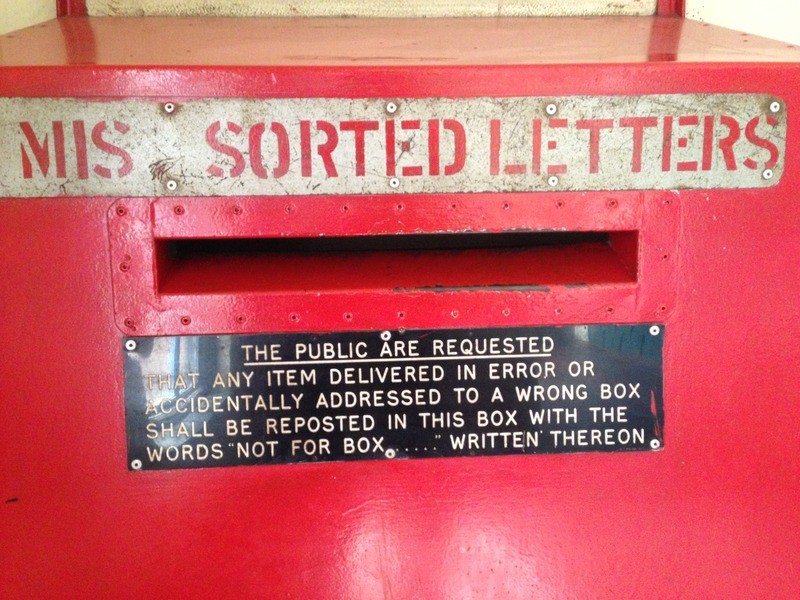 MIS SORTED LETTERS
THE PUBLIC ARE REQUESTED
THAT ANY ITEM DELIVERED IN ERROR OR
ACCIDENTALLY ADDRESSED TO A WRONG BOX
SHALL BE REPOSTED IN THIS BOX WITH THE
WORDS "NOT FOR BOX....." WRITTEN THEREON